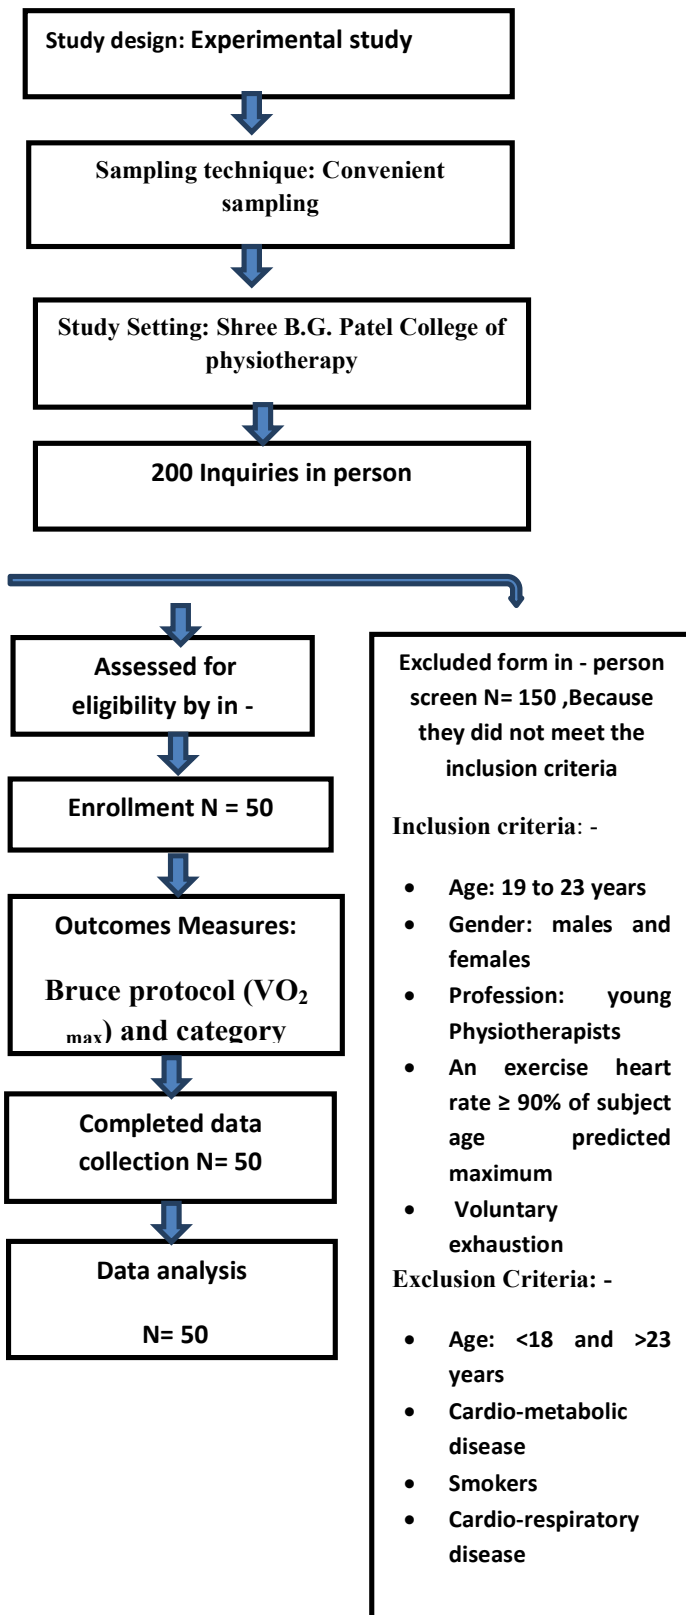 Study design: Experimental study
Sampling technique: Convenient
sampling
Study Setting: Shree B.G. Patel College of
physiotherapy
200 Inquiries in person
Assessed for
eligibility by in -
Enrollment N = 50
Outcomes Measures:
Bruce protocol (VO₂
max) and category
Completed data
collection N= 50
Data analysis
N= 50
Excluded form in - person
screen N= 150 ,Because
they did not meet the
inclusion criteria
Inclusion criteria: -
• Age: 19 to 23 years
• Gender: males and
females
• Profession: young
Physiotherapists
• An exercise heart
rate ≥ 90% of subject
age predicted
maximum
• Voluntary
exhaustion
Exclusion Criteria: -
• Age: <18 and >23
years
• Cardio-metabolic
disease
• Smokers
• Cardio-respiratory
disease